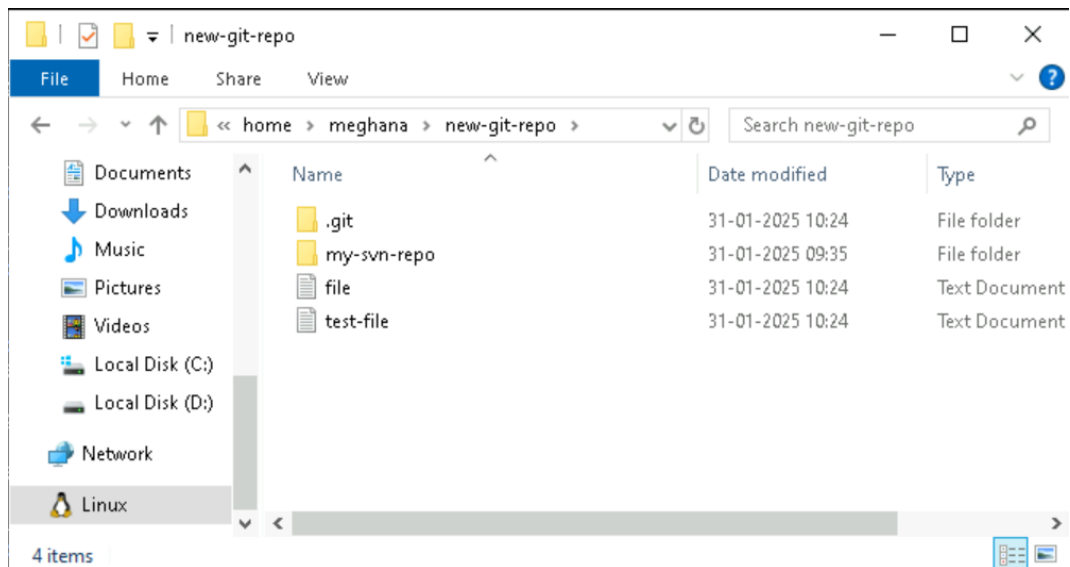 new-git-repo
File Home Share View
« home > meghana > new-git-repo > Search new-git-repo
Documents
Downloads
Music
Pictures
Videos
Local Disk (C:)
Local Disk (D:)
Network
Linux
Name Date modified Type
.git 31-01-2025 10:24 File folder
my-svn-repo 31-01-2025 09:35 File folder
file 31-01-2025 10:24 Text Document
test-file 31-01-2025 10:24 Text Document
4 items